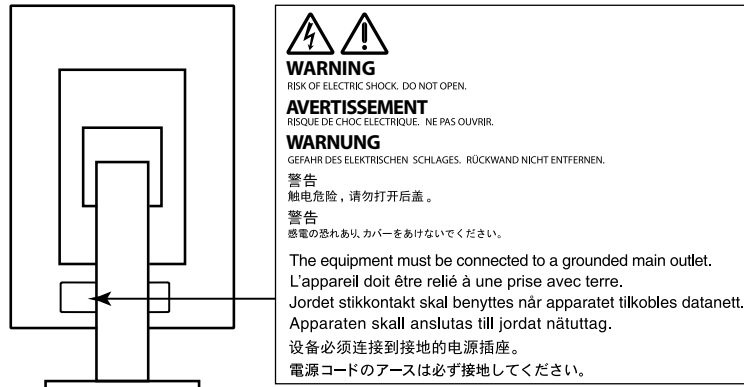 WARNING
RISK OF ELECTRIC SHOCK. DO NOT OPEN.
AVERTISSEMENT
RISQUE DE CHOC ELECTRIQUE. NE PAS OUVRIR.
WARNUNG
GEFAHR DES ELEKTRISCHEN SCHLAGES. RÜCKWAND NICHT ENTFERNEN.
警告
触电危险，请勿打开后盖。
警告
感電の恐れあり、カバーをあけないでください。
The equipment must be connected to a grounded main outlet.
L'appareil doit être relié à une prise avec terre.
Jordet stikkontakt skal benyttes når apparatet tilkobles datanett.
Apparaten skall anslutas till jordat nätuttag.
设备必须连接到接地的电源插座。
電源コードのアースは必ず接地してください。